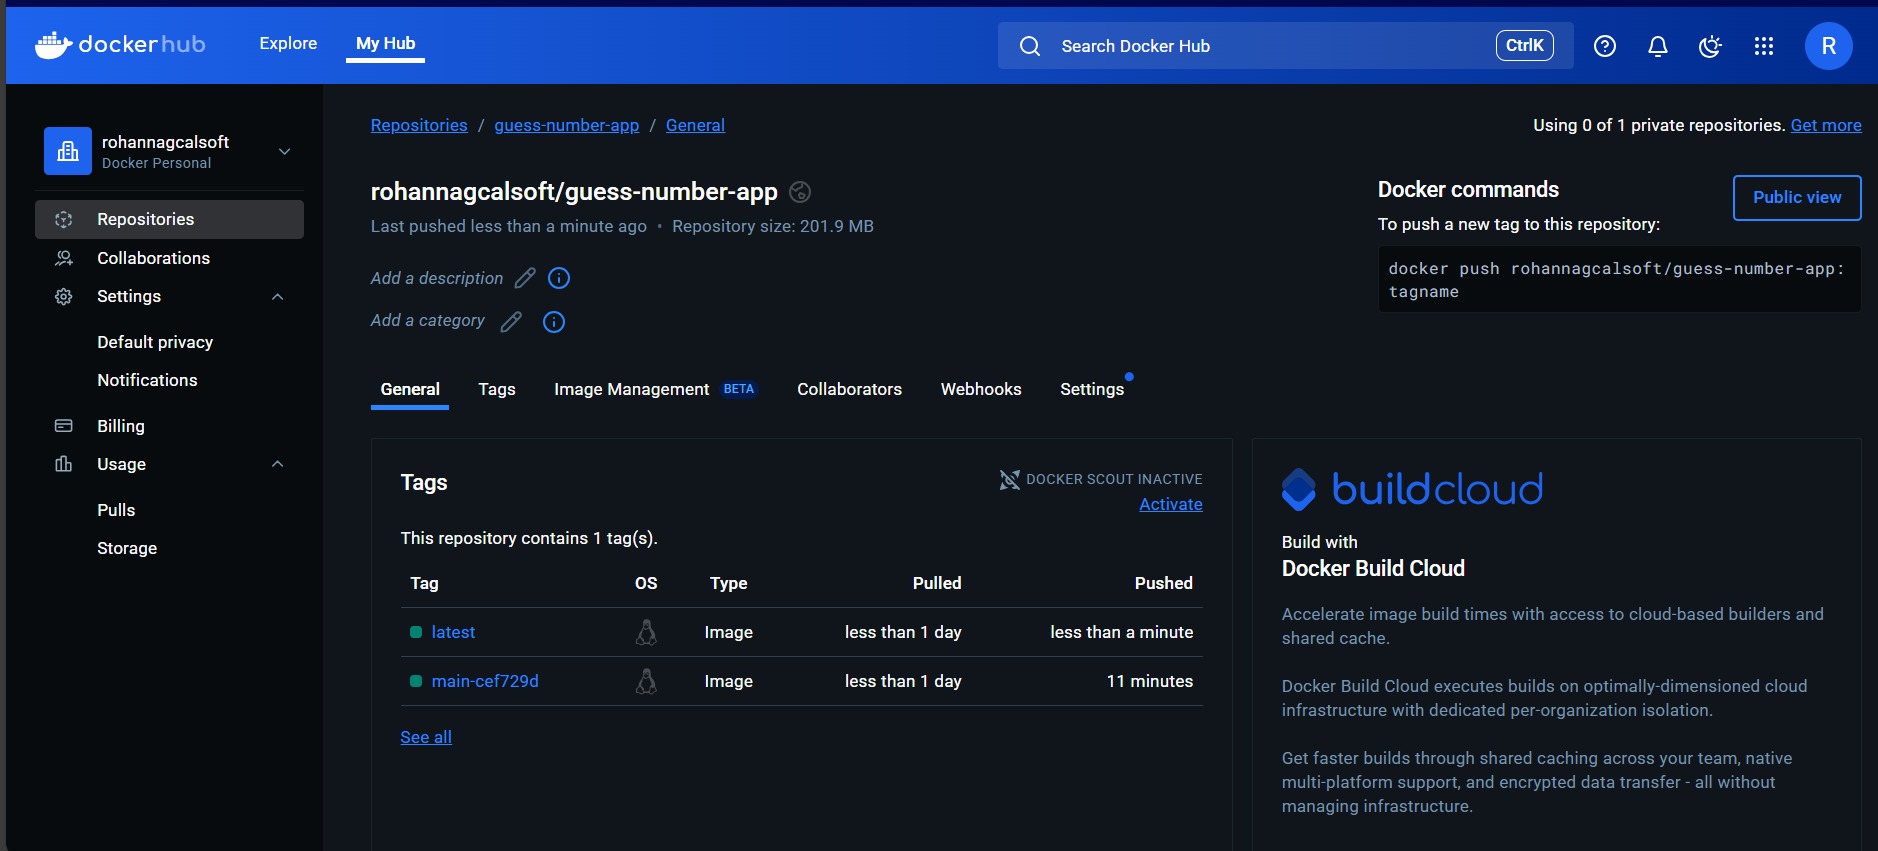 dockerhub
Explore
My Hub
Search Docker Hub
CtrlK
R
rohannagcalsoft
Docker Personal
Repositories
Collaborations
Settings
Default privacy
Notifications
Billing
Usage
Pulls
Storage
Repositories / guess-number-app / General
Using 0 of 1 private repositories. Get more
rohannagcalsoft/guess-number-app
Last pushed less than a minute ago • Repository size: 201.9 MB
Add a description
Add a category
Docker commands
Public view
To push a new tag to this repository:
docker push rohannagcalsoft/guess-number-app:
tagname
General
Tags
Image Management BETA
Collaborators
Webhooks
Settings
Tags
DOCKER SCOUT INACTIVE
Activate
This repository contains 1 tag(s).
Tag OS Type Pulled Pushed
latest Image less than 1 day less than a minute
main-cef729d Image less than 1 day 11 minutes
See all
buildcloud
Build with
Docker Build Cloud
Accelerate image build times with access to cloud-based builders and
shared cache.
Docker Build Cloud executes builds on optimally-dimensioned cloud
infrastructure with dedicated per-organization isolation.
Get faster builds through shared caching across your team, native
multi-platform support, and encrypted data transfer - all without
managing infrastructure.